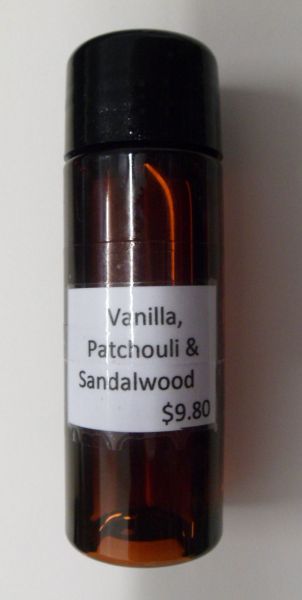 Vanilla,
Patchouli &
Sandalwood
$9.80